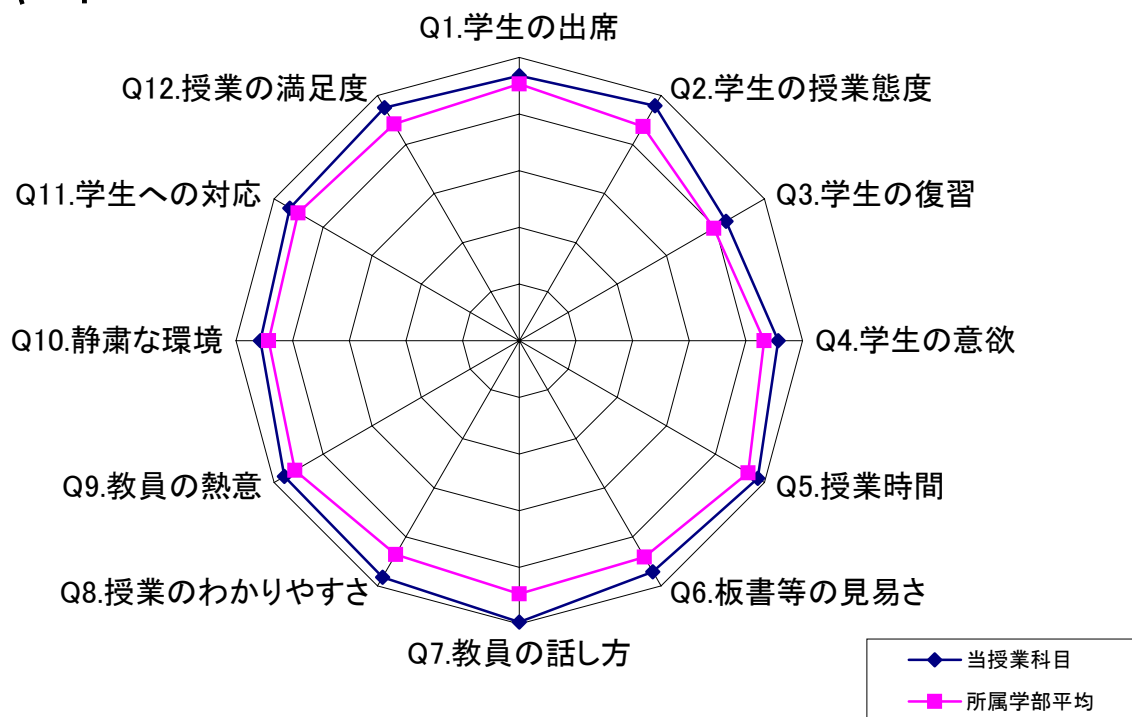 Q1.学生の出席
Q2.学生の授業態度
Q3.学生の復習
Q4.学生の意欲
Q5.授業時間
Q6.板書等の見易さ
Q7.教員の話し方
Q8.授業のわかりやすさ
Q9.教員の熱意
Q10.静粛な環境
Q11.学生への対応
Q12.授業の満足度
当授業科目
所属学部平均